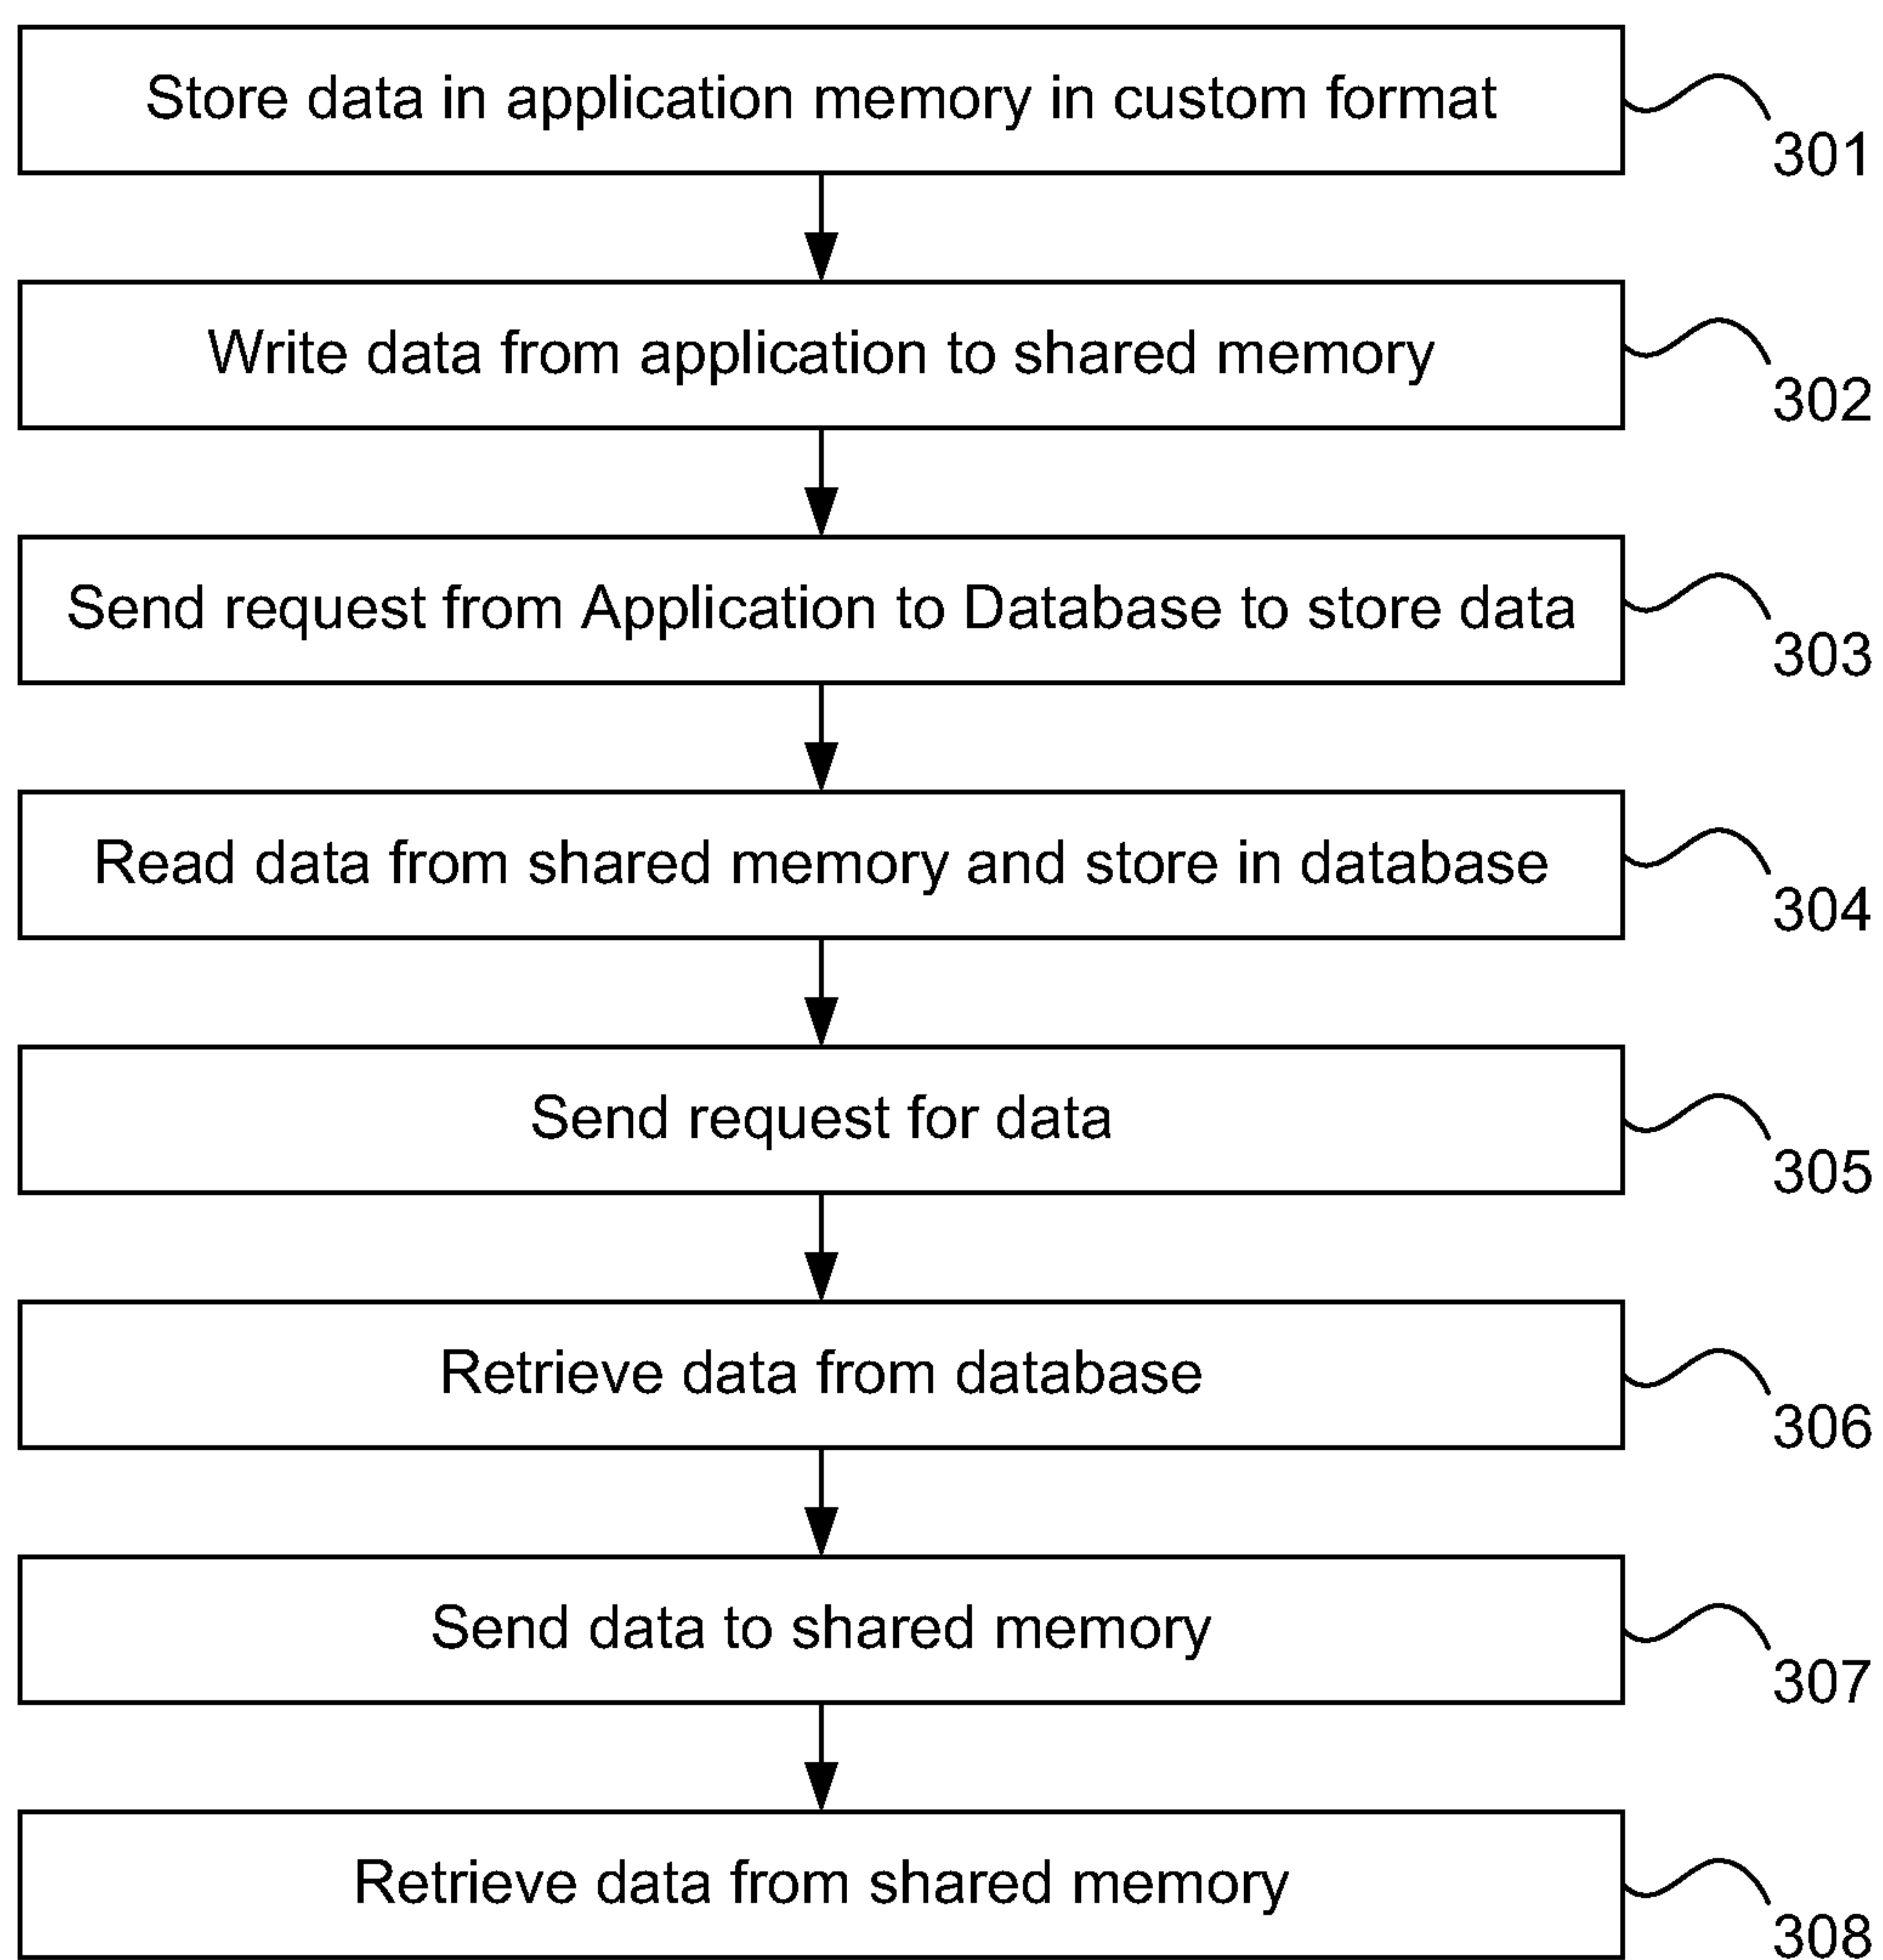 Store data in application memory in custom format
301
Write data from application to shared memory
302
Send request from Application to Database to store data
303
Read data from shared memory and store in database
304
Send request for data
305
Retrieve data from database
306
Send data to shared memory
307
Retrieve data from shared memory
308